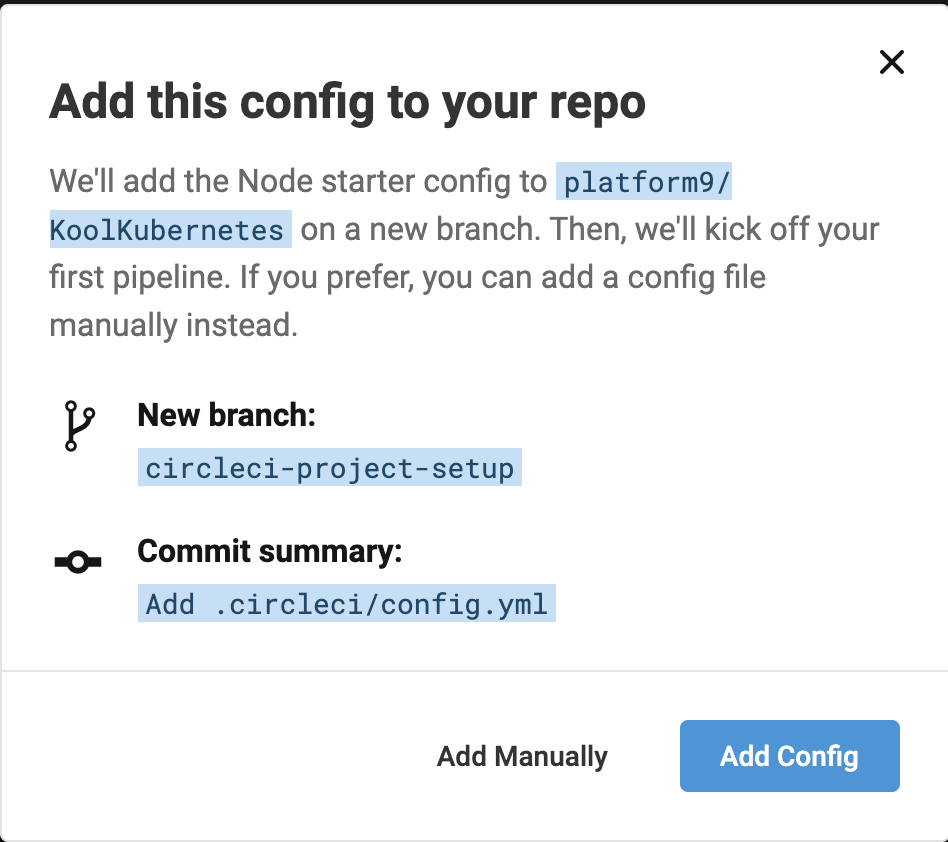 Add this config to your repo
We'll add the Node starter config to platform9/
KoolKubernetes on a new branch. Then, we'll kick off your
first pipeline. If you prefer, you can add a config file
manually instead.
New branch:
circleci-project-setup
Commit summary:
Add .circleci/config.yml
Add Manually
Add Config